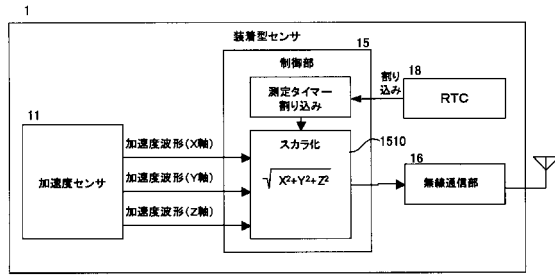 1
装着型センサ
15
制御部
測定タイマー
割り込み
割り
込み
18
RTC
11
加速度センサ
加速度波形(X軸)
加速度波形(Y軸)
加速度波形(Z軸)
スカラ化
√X²+Y²+Z²
1510
16
無線通信部